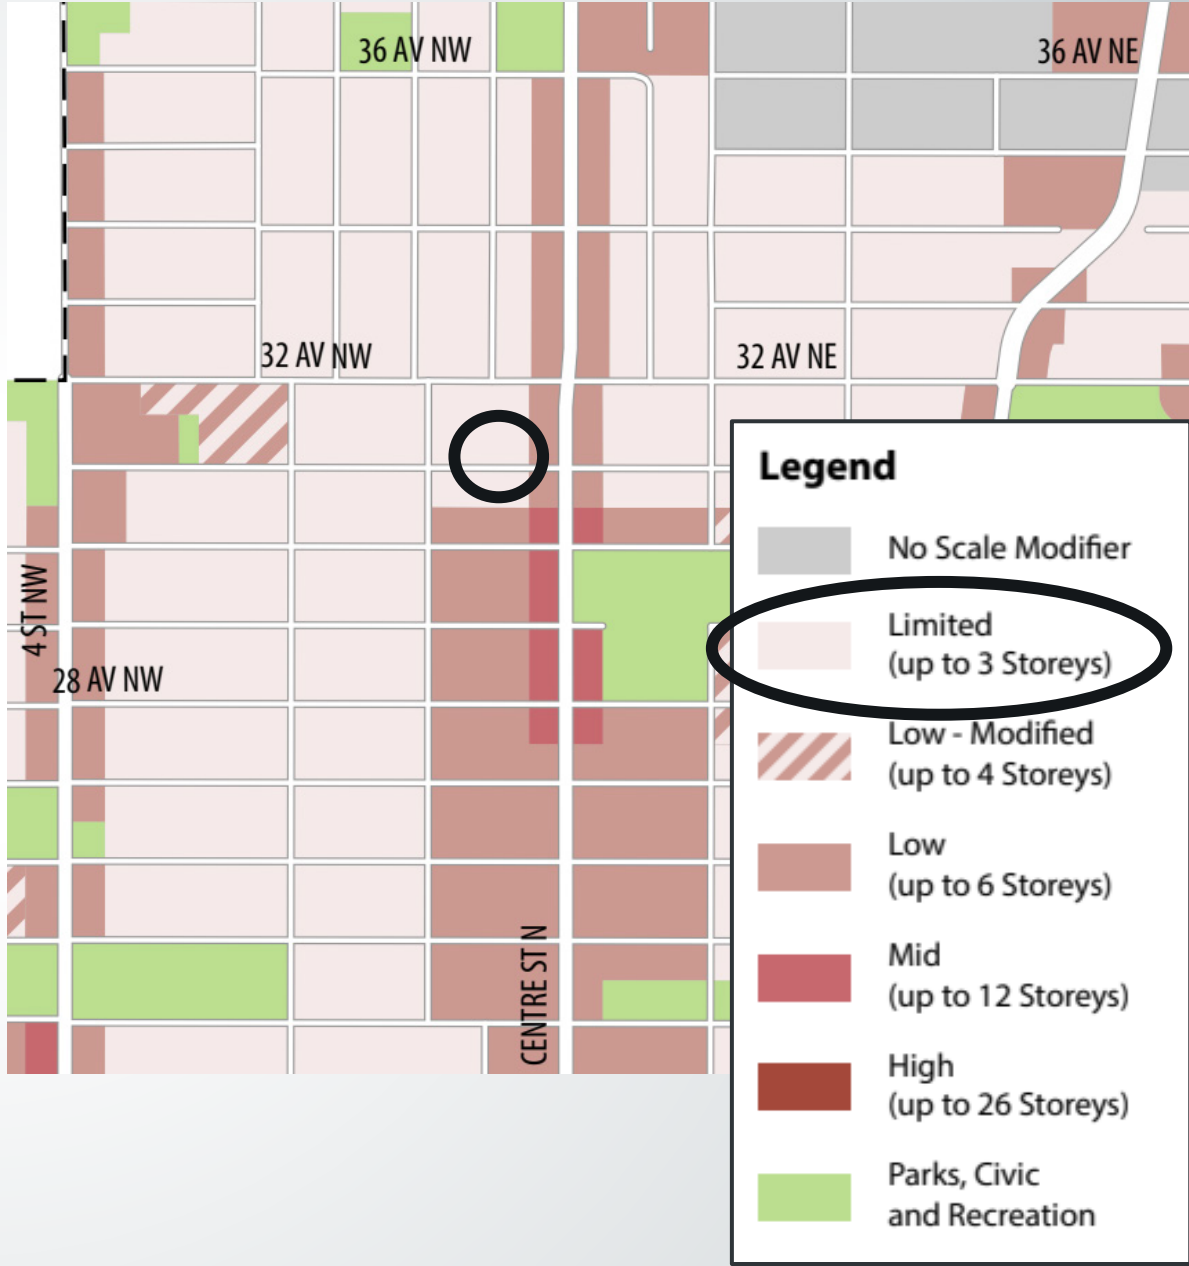 36 AV NW
36 AV NE
32 AV NW
32 AV NE
4 ST NW
28 AV NW
CENTRE ST N
Legend
No Scale Modifier
Limited
(up to 3 Storeys)
Low - Modified
(up to 4 Storeys)
Low
(up to 6 Storeys)
Mid
(up to 12 Storeys)
High
(up to 26 Storeys)
Parks, Civic
and Recreation